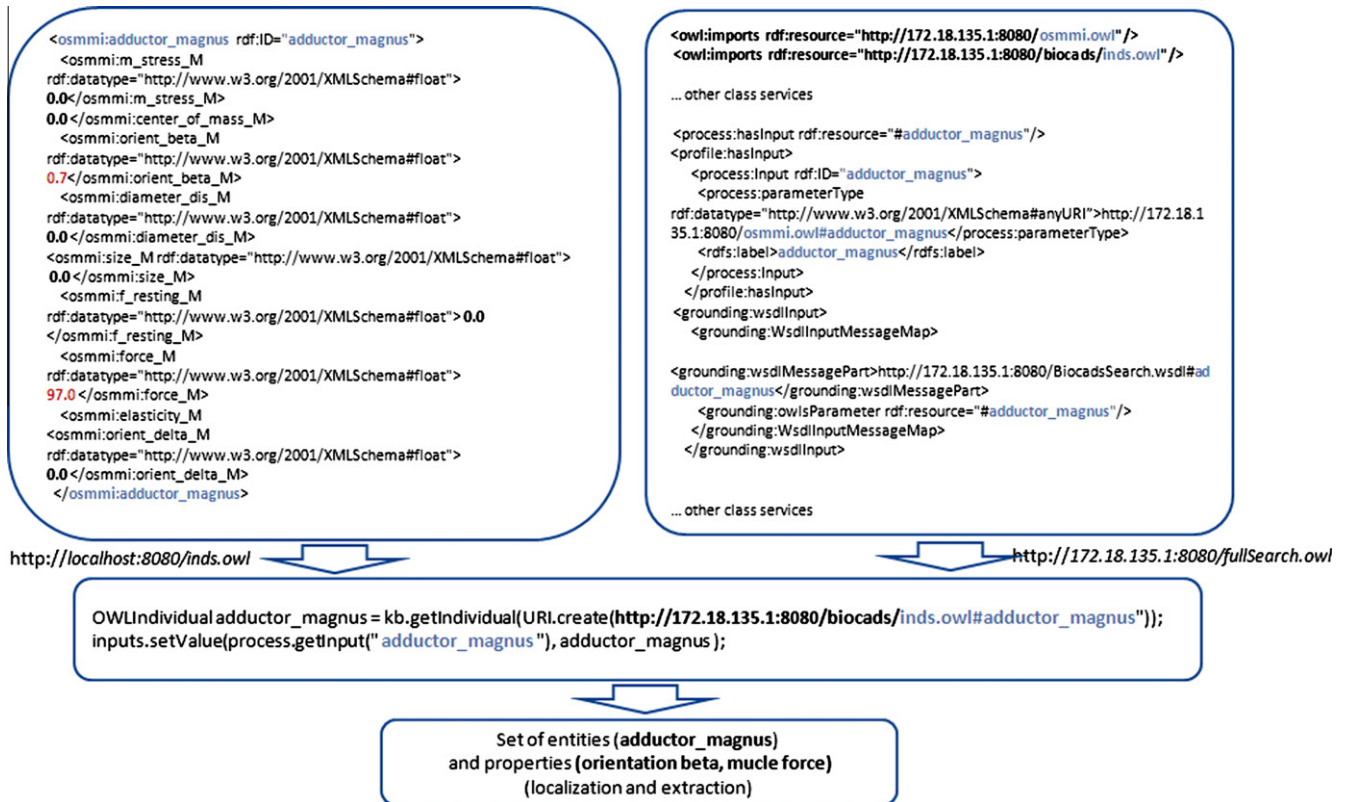 <osmmi:adductor_magnus rdf:ID="adductor_magnus">
<osmmi:m_stress_M
rdf:datatype="http://www.w3.org/2001/XMLSchema#float">
0.0</osmmi:m_stress_M>
0.0</osmmi:center_of_mass_M>
<osmmi:orient_beta_M
rdf:datatype="http://www.w3.org/2001/XMLSchema#float">
0.7</osmmi:orient_beta_M>
<osmmi:diameter_dis_M
rdf:datatype="http://www.w3.org/2001/XMLSchema#float">
0.0</osmmi:diameter_dis_M>
<osmmi:size_M rdf:datatype="http://www.w3.org/2001/XMLSchema#float">
0.0</osmmi:size_M>
<osmmi:f_resting_M
rdf:datatype="http://www.w3.org/2001/XMLSchema#float">0.0
</osmmi:f_resting_M>
<osmmi:force_M
rdf:datatype="http://www.w3.org/2001/XMLSchema#float">
97.0</osmmi:force_M>
<osmmi:elasticity_M
<osmmi:orient_delta_M
rdf:datatype="http://www.w3.org/2001/XMLSchema#float">
0.0</osmmi:orient_delta_M>
</osmmi:adductor_magnus>
<owl:imports rdf:resource="http://172.18.135.1:8080/osmmi.owl"/>
<owl:imports rdf:resource="http://172.18.135.1:8080/biocads/inds.owl"/>
... other class services
<process:hasInput rdf:resource="#adductor_magnus"/>
<profile:hasInput>
<process:Input rdf:ID="adductor_magnus">
<process:parameterType
rdf:datatype="http://www.w3.org/2001/XMLSchema#anyURI">http://172.18.1
35.1:8080/osmmi.owl#adductor_magnus</process:parameterType>
<rdfs:label>adductor_magnus</rdfs:label>
</process:Input>
</profile:hasInput>
<grounding:wsdlInput>
<grounding:WsdlInputMessageMap>
<grounding:wsdlMessagePart>http://172.18.135.1:8080/BiocadsSearch.wsdl#ad
ductor_magnus</grounding:wsdlMessagePart>
<grounding:owlsParameter rdf:resource="#adductor_magnus"/>
</grounding:WsdlInputMessageMap>
</grounding:wsdlInput>
... other class services
http://localhost:8080/inds.owl
http://172.18.135.1:8080/fullSearch.owl
OWLIndividual adductor_magnus = kb.getIndividual(URI.create(http://172.18.135.1:8080/biocads/inds.owl#adductor_magnus"));
inputs.setValue(process.getInput("adductor_magnus"), adductor_magnus);
Set of entities (adductor_magnus)
and properties (orientation beta, mucle force)
(localization and extraction)